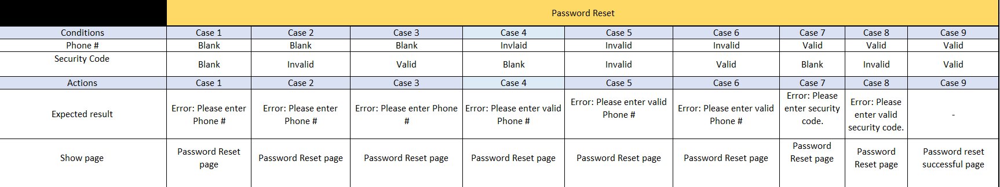 Password Reset
Conditions Case 1 Case 2 Case 3 Case 4 Case 5 Case 6 Case 7 Case 8 Case 9
Phone # Blank Blank Blank Invlaid Invalid Invalid Valid Valid Valid
Security Code Blank Invalid Valid Blank Invalid Valid Blank Invalid Valid
Actions Case 1 Case 2 Case 3 Case 4 Case 5 Case 6 Case 7 Case 8 Case 9
Expected result
Error: Please enter
Phone #
Error: Please enter
Phone #
Error: Please enter Phone
#
Error: Please enter valid
Phone #
Error: Please enter valid
Phone #
Error: Please enter valid
Phone #
Error: Please
enter security
code.
Error: Please
enter valid
security code.
-
Show page
Password Reset
page
Password Reset page
Password Reset page
Password Reset page
Password Reset page
Password Reset page
Password
Reset page
Password
Reset page
Password reset
successful page